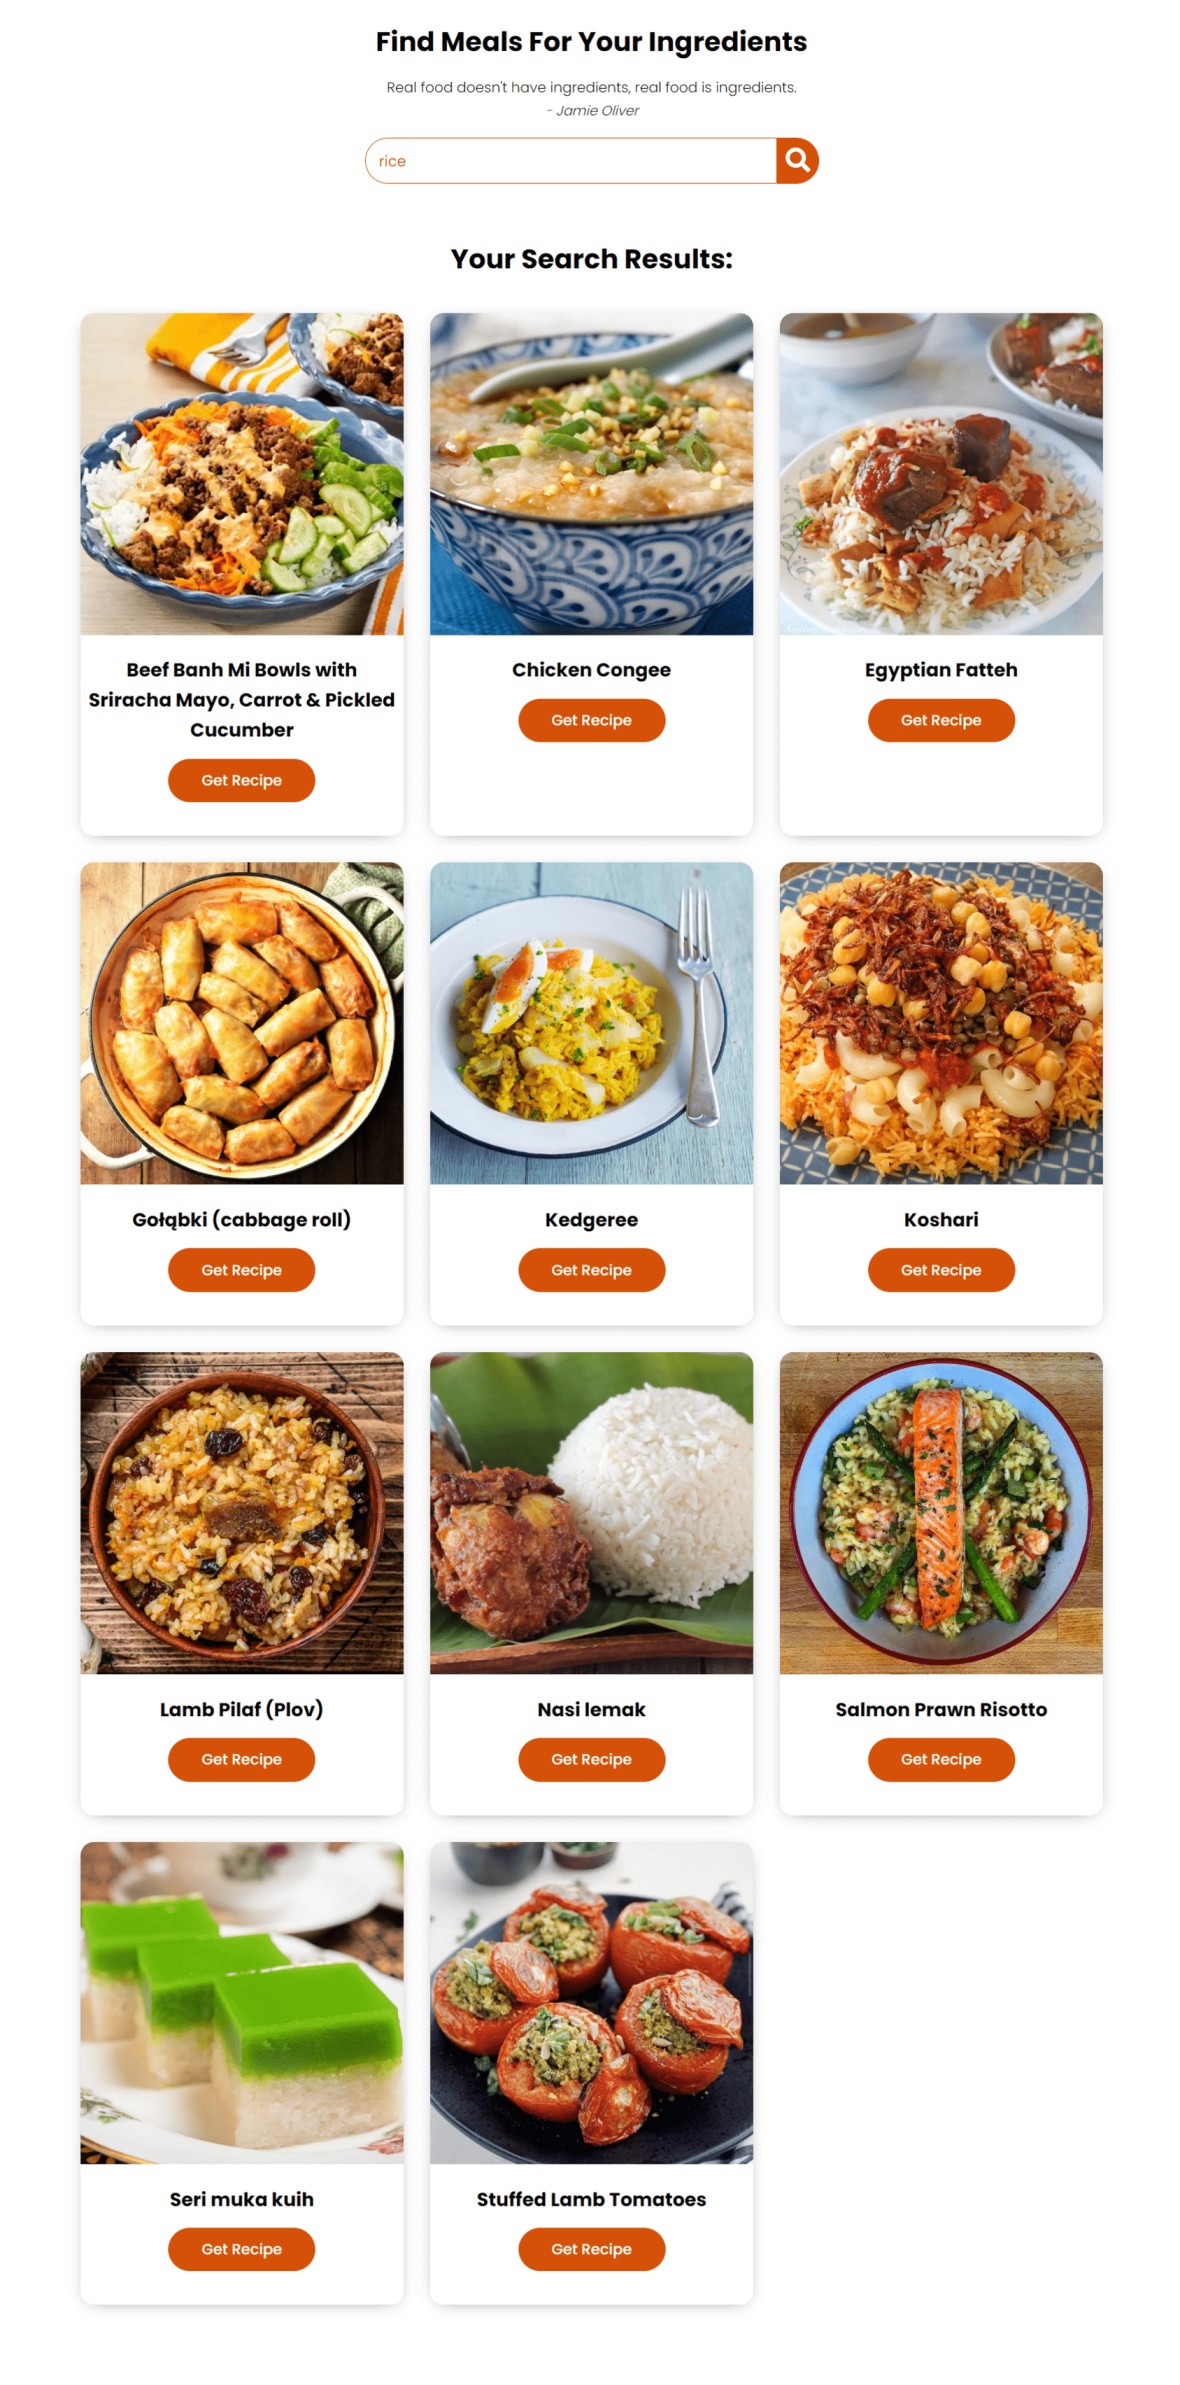 Find Meals For Your Ingredients
Real food doesn't have ingredients, real food is ingredients.
- Jamie Oliver
rice
Your Search Results:
Beef Banh Mi Bowls with
Sriracha Mayo, Carrot & Pickled
Cucumber
Get Recipe
Chicken Congee
Get Recipe
Egyptian Fatteh
Get Recipe
Gołąbki (cabbage roll)
Get Recipe
Kedgeree
Get Recipe
Koshari
Get Recipe
Lamb Pilaf (Plov)
Get Recipe
Nasi lemak
Get Recipe
Salmon Prawn Risotto
Get Recipe
Seri muka kuih
Get Recipe
Stuffed Lamb Tomatoes
Get Recipe